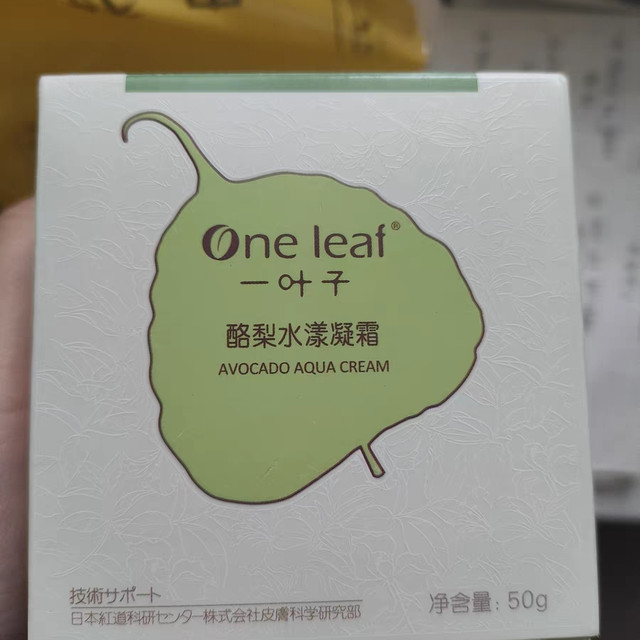 One leaf®
一叶子
酪梨水漾凝霜
AVOCADO AQUA CREAM
技術サポート
日本紅道科研センター株式会社皮膚科学研究部
净含量: 50g